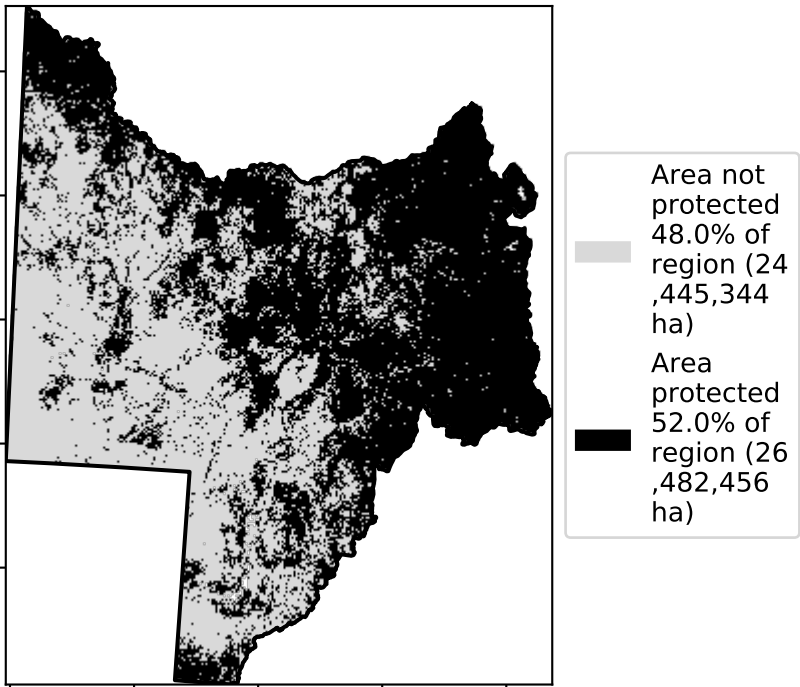 Area not
protected
48.0% of
region (24
,445,344
ha)
Area
protected
52.0% of
region (26
,482,456
ha)